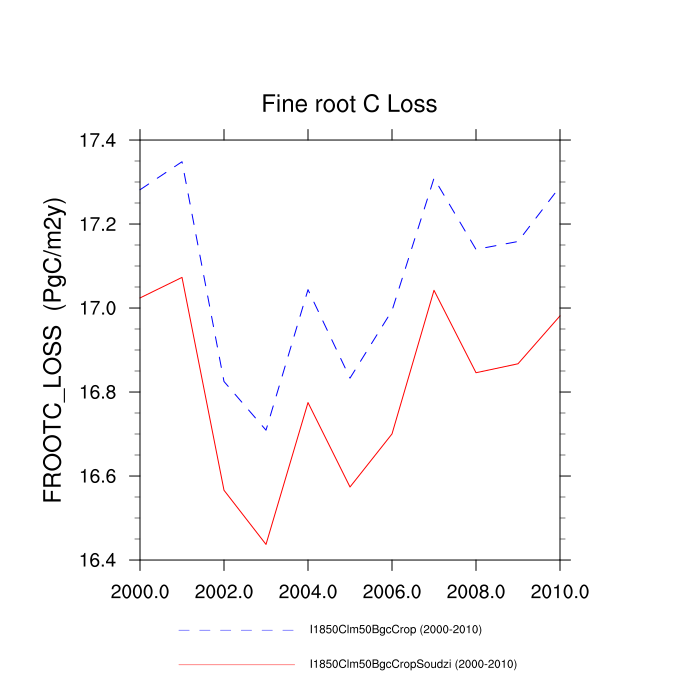 Fine root C Loss
17.4
17.2
17.0
16.8
16.6
16.4
FROOTC_LOSS (PgC/m2y)
2000.0 2002.0 2004.0 2006.0 2008.0 2010.0
I1850Clm50BgcCrop (2000-2010)
I1850Clm50BgcCropSoudzi (2000-2010)